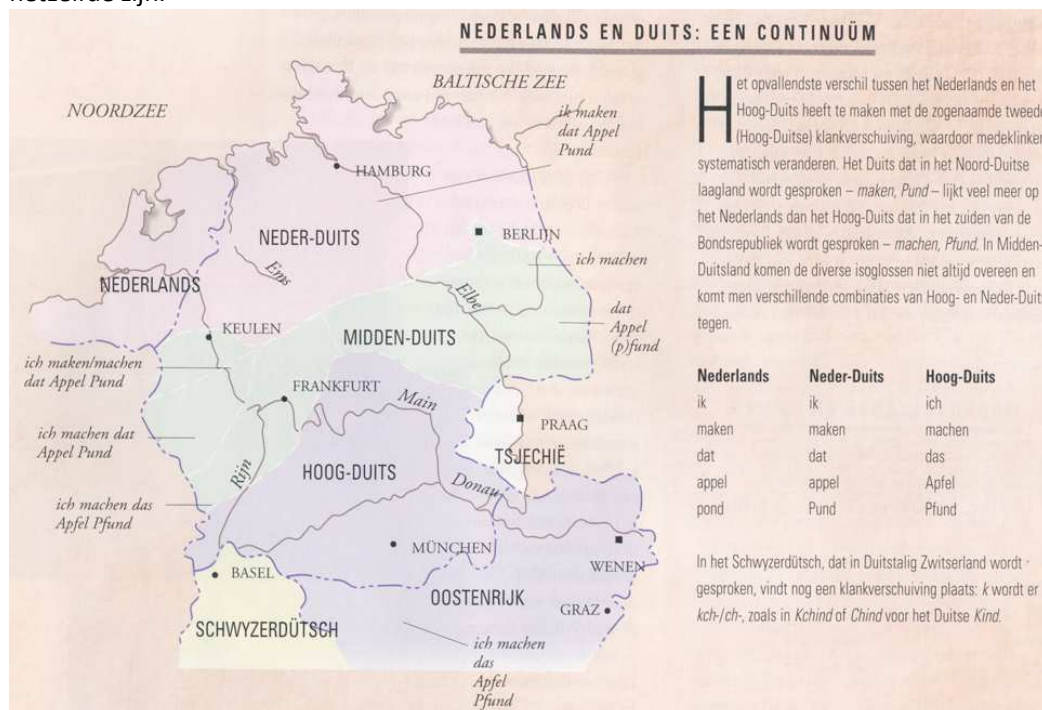 NEDERLANDS EN DUITS: EEN CONTINUÜM
NOORDZEE
BALTISCHE ZEE
ik maken
dat Appel
Pund
HAMBURG
NEDER-DUITS
BERLIJN
Ems
ich machen
NEDERLANDS
Elbe
KEULEN
MIDDEN-DUITS
dat
Appel
(p)fund
ich maken/machen
dat Appel Pund
FRANKFURT
Main
PRAAG
ich machen dat
Appel Pund
TSJECHIË
Rijn
HOOG-DUITS
Donau
ich machen das
Apfel Pfund
MÜNCHEN
WENEN
BASEL
OOSTENRIJK
GRAZ
SCHWYZERDÜTSCH
ich machen
das
Apfel
Pfund
Het opvallendste verschil tussen het Nederlands en het
Hoog-Duits heeft te maken met de zogenaamde tweede
(Hoog-Duitse) klankverschuiving, waardoor medeklinker
systematisch veranderen. Het Duits dat in het Noord-Duitse
laagland wordt gesproken – maken, Pund – lijkt veel meer op
het Nederlands dan het Hoog-Duits dat in het zuiden van de
Bondsrepubliek wordt gesproken – machen, Pfund. In Midden-
Duitsland komen de diverse isoglossen niet altijd overeen en
komt men verschillende combinaties van Hoog- en Neder-Duits
tegen.
Nederlands Neder-Duits Hoog-Duits
ik ik ich
maken maken machen
dat dat das
appel appel Apfel
pond Pund Pfund
In het Schwyzerdütsch, dat in Duitstalig Zwitserland wordt
gesproken, vindt nog een klankverschuiving plaats: k wordt er
kch-/ch-, zoals in Kchind of Chind voor het Duitse Kind.